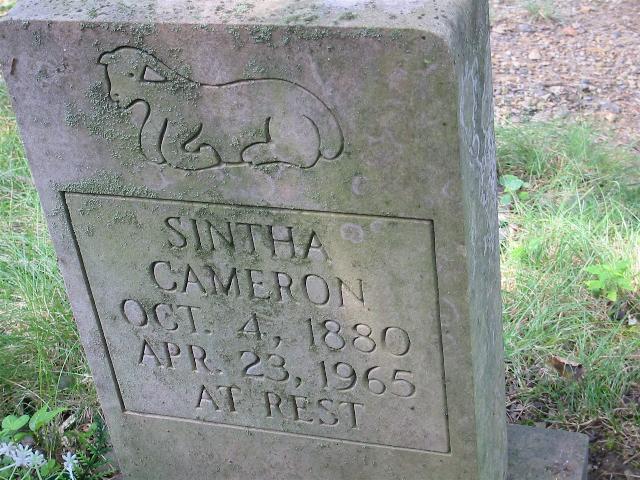 SINTHA
CAMERON
OCT. 4, 1880
APR. 23, 1965
AT REST